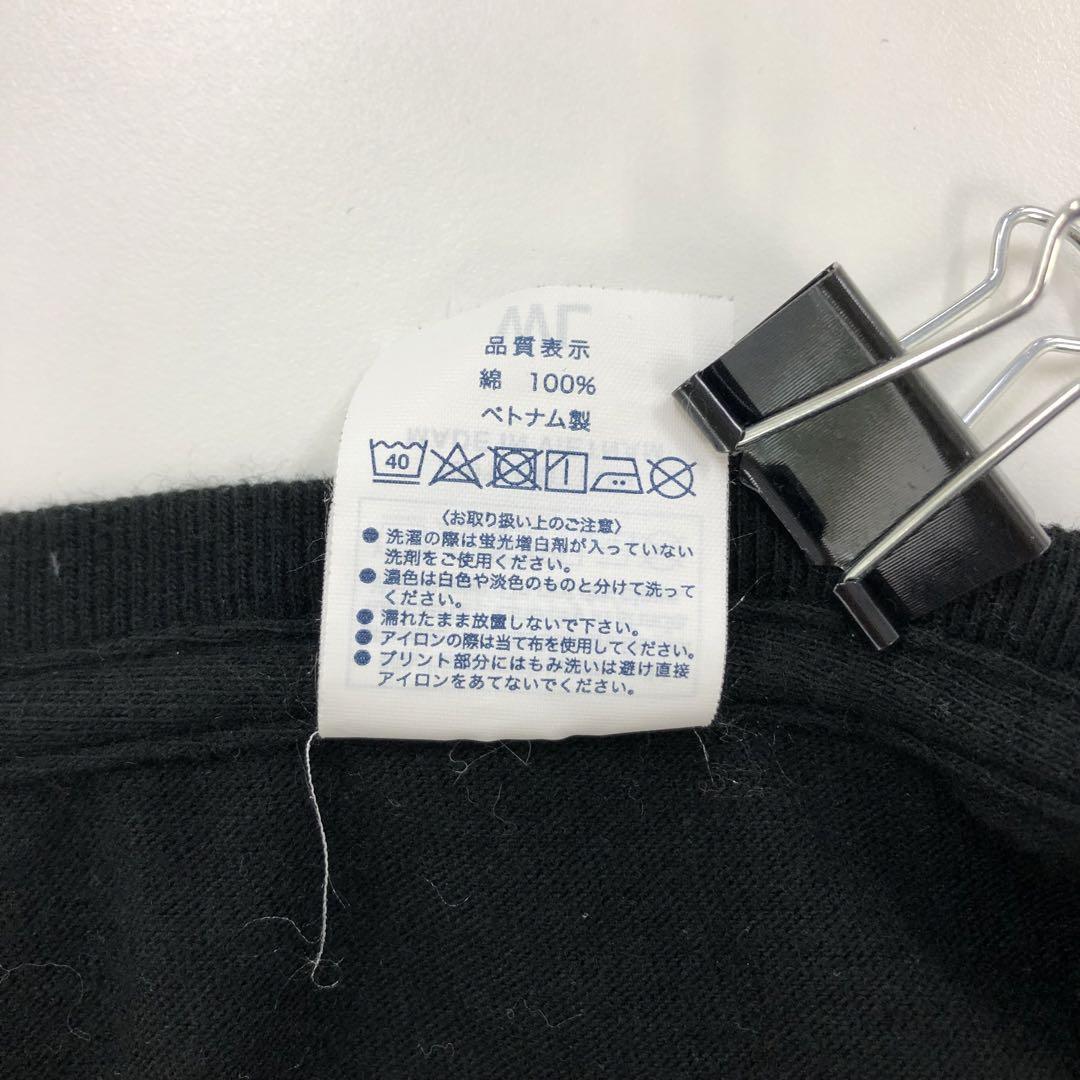 品質表示
綿 100%
ベトナム製
40
〈お取り扱い上のご注意〉
● 洗濯の際は蛍光増白剤が入っていない
洗剤をご使用ください。
● 濃色は白色や淡色のものと分けて洗って
ください。
● 濡れたまま放置しないで下さい。
● アイロンの際は当て布を使用してください。
● プリント部分にはもみ洗いは避け直接
アイロンをあてないでください。